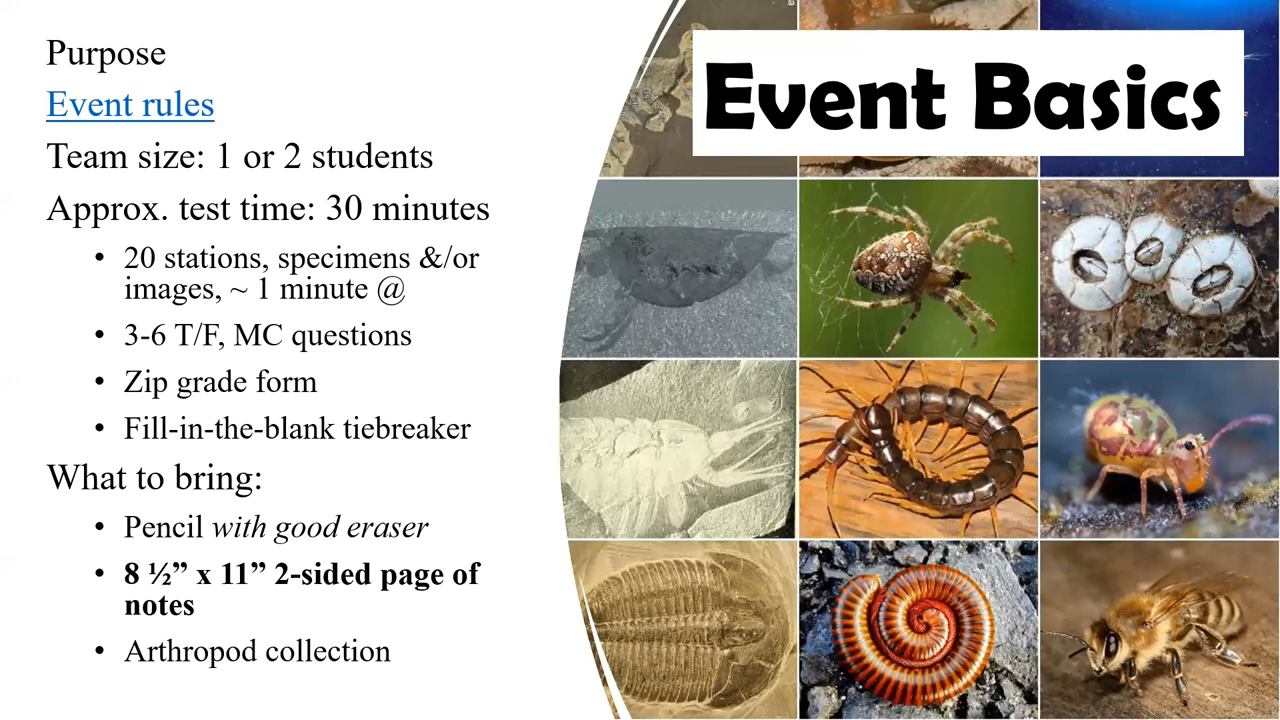 Event Basics
Purpose
Event rules
Team size: 1 or 2 students
Approx. test time: 30 minutes
• 20 stations, specimens &/or
images, ~ 1 minute @
• 3-6 T/F, MC questions
• Zip grade form
• Fill-in-the-blank tiebreaker
What to bring:
• Pencil with good eraser
• 8 ½” x 11” 2-sided page of
notes
• Arthropod collection